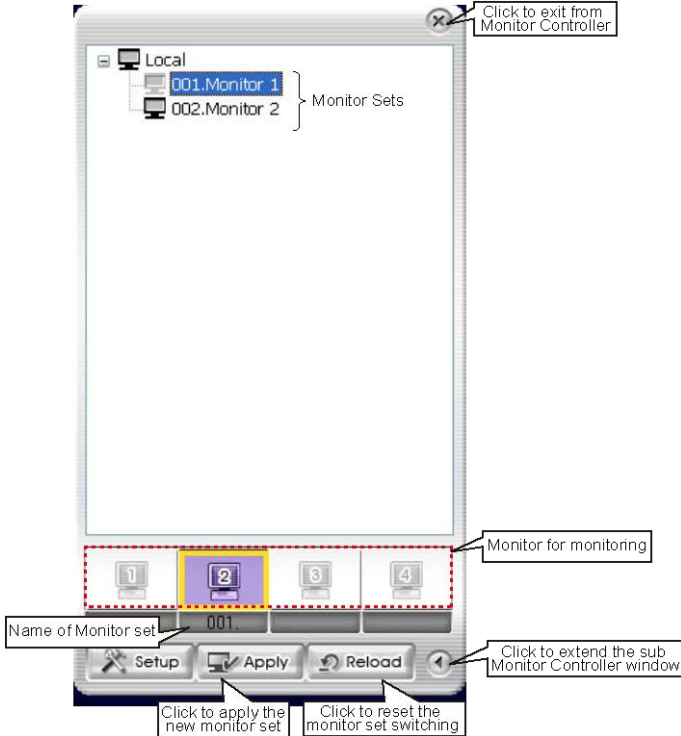 Click to exit from
Monitor Controller
Local
001.Monitor 1
002.Monitor 2
Monitor Sets
Monitor for monitoring
1
2
3
4
Name of Monitor set
001.
Setup
Apply
Reload
Click to extend the sub
Monitor Controller window
Click to apply the
new monitor set
Click to reset the
monitor set switching